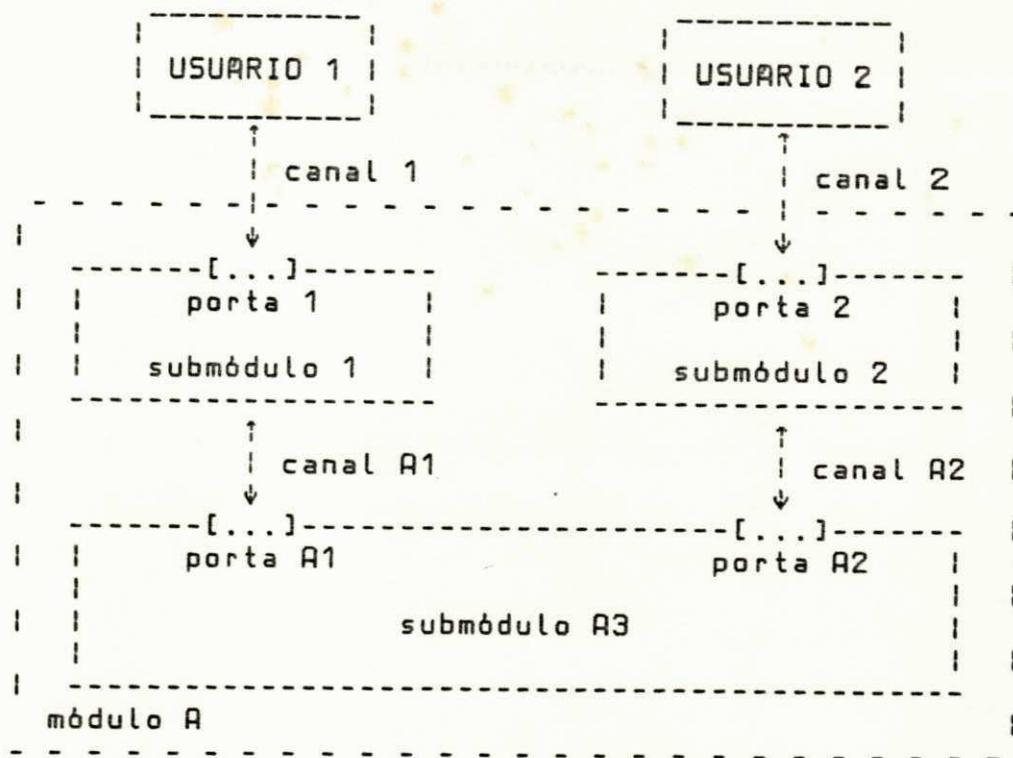 USUARIO 1 USUARIO 2
canal 1 canal 2
[...] [...]
porta 1 porta 2
submódulo 1 submódulo 2
canal A1 canal A2
[...] [...]
porta A1 porta A2
submódulo A3
módulo A